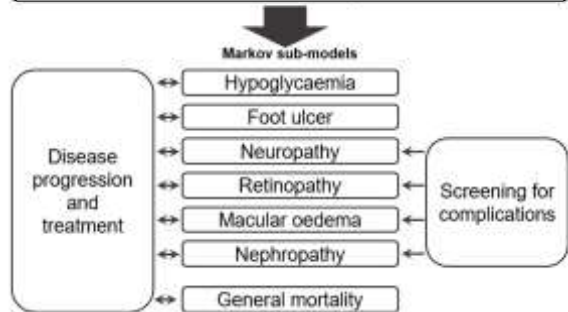 Markov sub-models
Hypoglycaemia
Foot ulcer
Neuropathy
Retinopathy
Macular oedema
Nephropathy
General mortality
Disease
progression
and
treatment
Screening for
complications